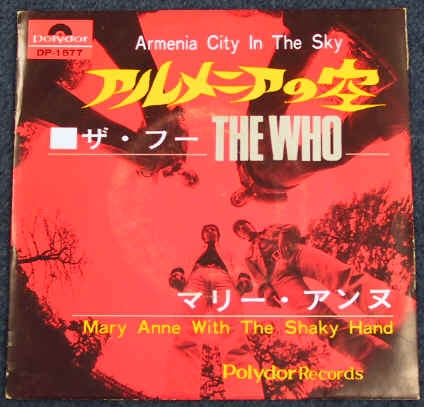 Polydor
DP-1577
Armenia City In The Sky
アルメニアの空
ザ・フー THE WHO
マリー・アンヌ
Mary Anne With The Shaky Hand
Polydor Records